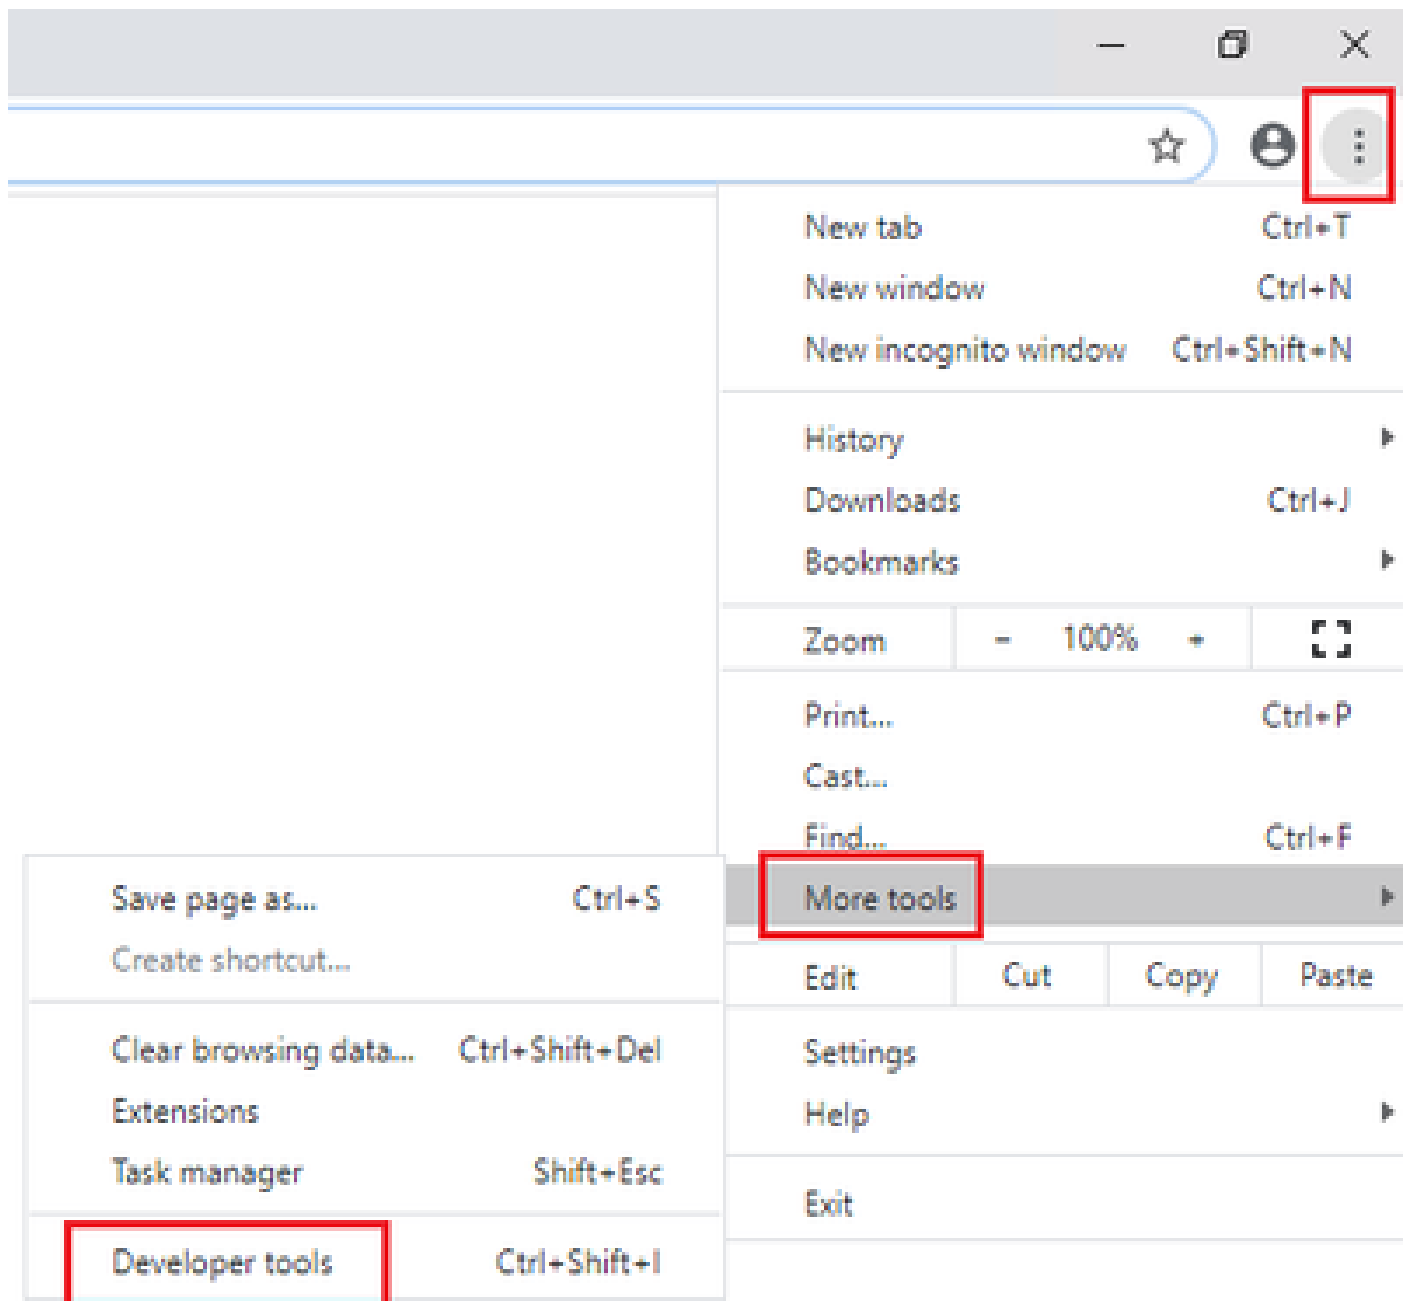 New tab Ctrl+T
New window Ctrl+N
New incognito window Ctrl+Shift+N
History
Downloads Ctrl+J
Bookmarks
Zoom - 100% +
Print... Ctrl+P
Cast...
Find... Ctrl+F
More tools
Edit Cut Copy Paste
Settings
Help
Exit
Save page as... Ctrl+S
Create shortcut...
Clear browsing data... Ctrl+Shift+Del
Extensions
Task manager Shift+Esc
Developer tools Ctrl+Shift+I